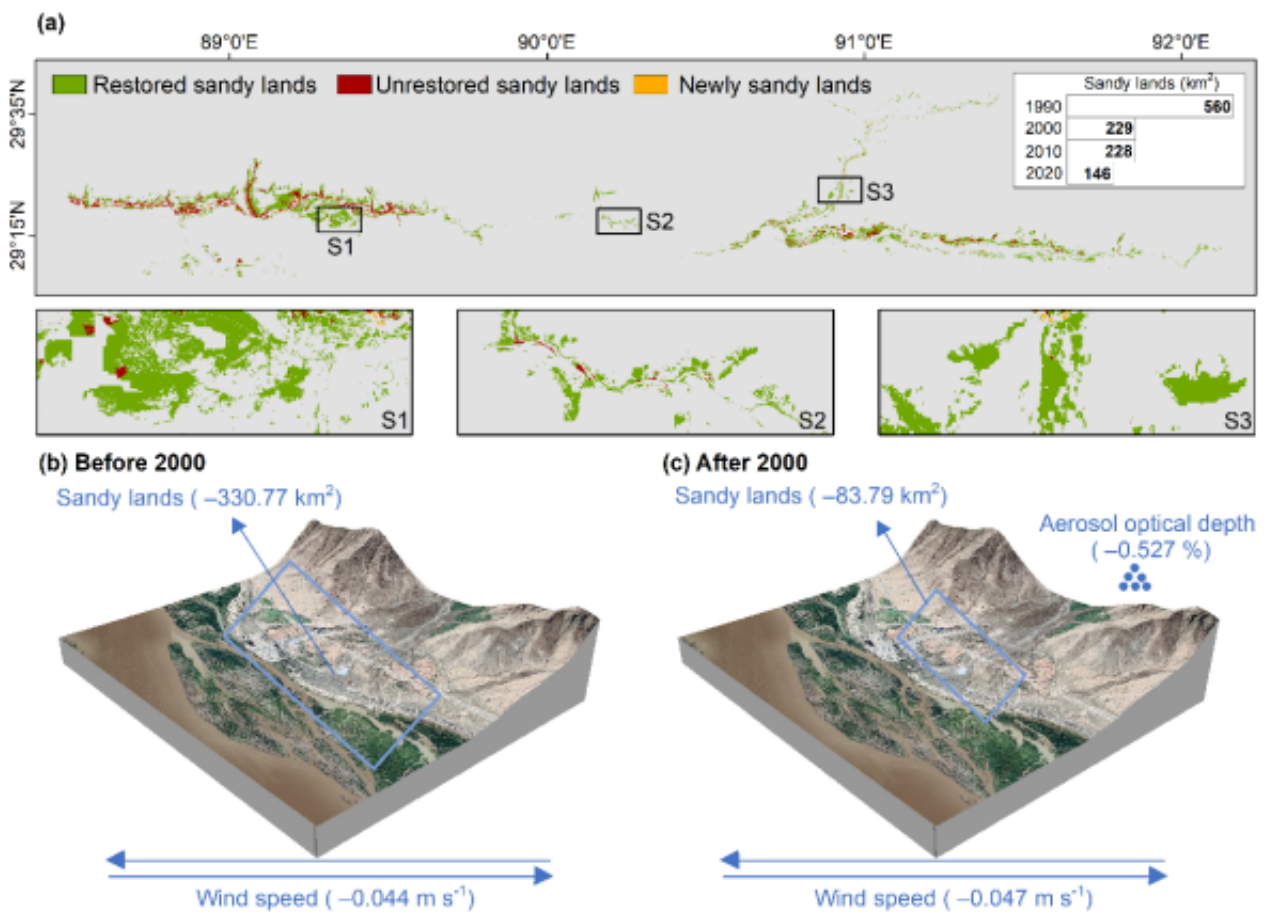 (a)
89°0'E 90°0'E 91°0'E 92°0'E
29°35'N
29°15'N
Restored sandy lands Unrestored sandy lands Newly sandy lands
Sandy lands (km²)
1990 560
2000 229
2010 228
2020 146
S1
S2
S3
S1
S2
S3
(b) Before 2000
Sandy lands ( –330.77 km²)
Wind speed ( –0.044 m s⁻¹)
(c) After 2000
Sandy lands ( –83.79 km²)
Aerosol optical depth
( –0.527 %)
Wind speed ( –0.047 m s⁻¹)